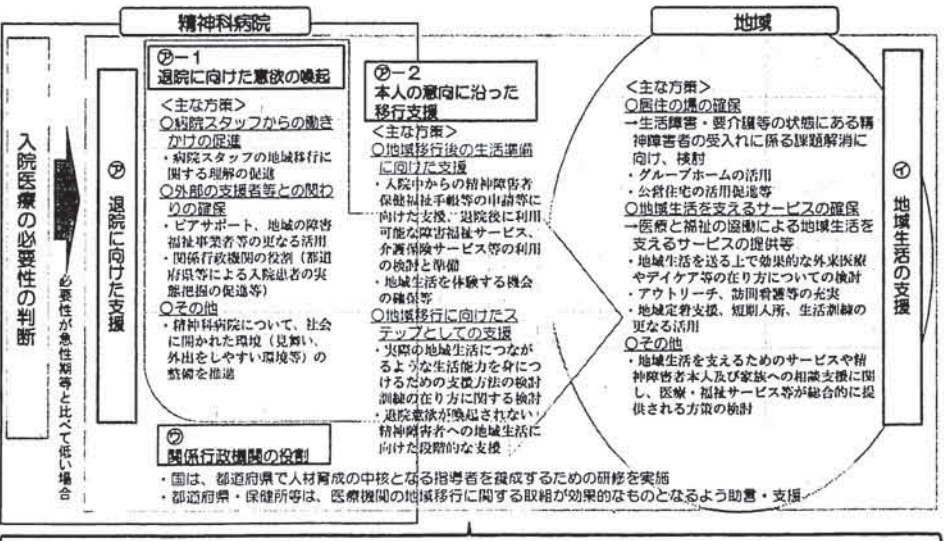 精神科病院
地域
入院医療の必要性の判断
必要性が急性期等と比べて低い場合
㋐ 退院に向けた支援
㋐−1
退院に向けた意欲の喚起
<主な方策>
○病院スタッフからの働き
かけの促進
・病院スタッフの地域移行に
関する理解の促進
○外部の支援者等との関わ
りの確保
・ピアサポート、地域の障害
福祉事業者等の更なる活用
・関係行政機関の役割(都道
府県等による入院患者の実
態把握の促進等)
○その他
・精神科病院について、社会
に開かれた環境(見舞い、
外出をしやすい環境等)の
整備を推進
㋐−2
本人の意向に沿った
移行支援
<主な方策>
○地域移行後の生活準備
に向けた支援
・入院中からの精神障害者
保健福祉手帳等の申請等に
向けた支援、退院後に利用
可能な障害福祉サービス、
介護保険サービス等の利用
の検討と準備
・地域生活を体験する機会
の確保等
○地域移行に向けたス
テップとしての支援
・実際の地域生活につなが
るような生活能力を身につ
けるための支援方法の検討
訓練の在り方に関する検討
・退院意欲が喚起されない
精神障害者への地域生活に
向けた段階的な支援
<主な方策>
○居住の場の確保
→生活障害・要介護等の状態にある精
神障害者の受入れに係る課題解消に
向け、検討
・グループホームの活用
・公営住宅の活用促進等
○地域生活を支えるサービスの確保
→医療と福祉の協働による地域生活を
支えるサービスの提供等
・地域生活を送る上で効果的な外来医療
やデイケア等の在り方についての検討
・アウトリーチ、訪問看護等の充実
・地域定着支援、短期入所、生活訓練の
更なる活用
○その他
・地域生活を支えるためのサービスや精
神障害者本人及び家族への相談支援に関
し、医療・福祉サービス等が総合的に提
供される方策の検討
㋑ 地域生活の支援
㋒
関係行政機関の役割
・国は、都道府県で人材育成の中核となる指導者を養成するための研修を実施
・都道府県・保健所等は、医療機関の地域移行に関する取組が効果的なものとなるよう助言・支援